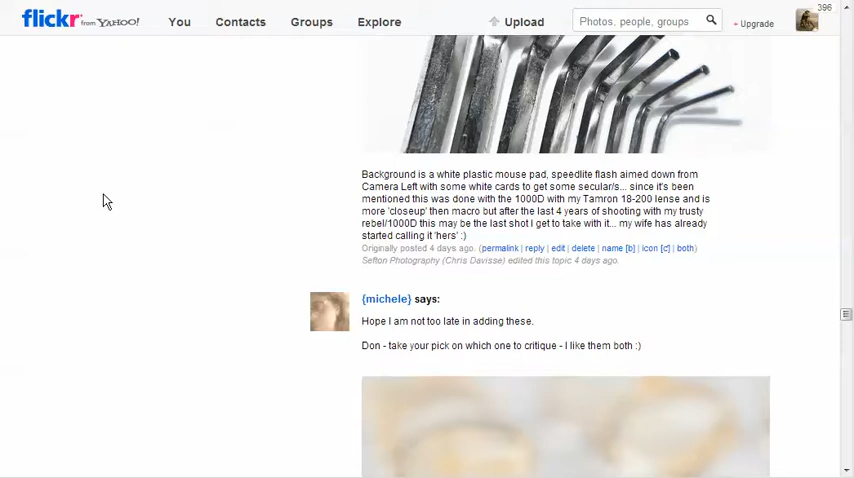 flickr from YAHOO! You Contacts Groups Explore Upload Photos, people, groups + Upgrade 396
Background is a white plastic mouse pad, speedlite flash aimed down from
Camera Left with some white cards to get some secular/s... since it's been
mentioned this was done with the 1000D with my Tamron 18-200 lense and is
more 'closeup' then macro but after the last 4 years of shooting with my trusty
rebel/1000D this may be the last shot I get to take with it... my wife has already
started calling it 'hers' :)
Originally posted 4 days ago. (permalink | reply | edit | delete | name [b] | icon [c] | both)
Sefton Photography (Chris Davisse) edited this topic 4 days ago.
{michele} says:
Hope I am not too late in adding these.
Don - take your pick on which one to critique - I like them both :)